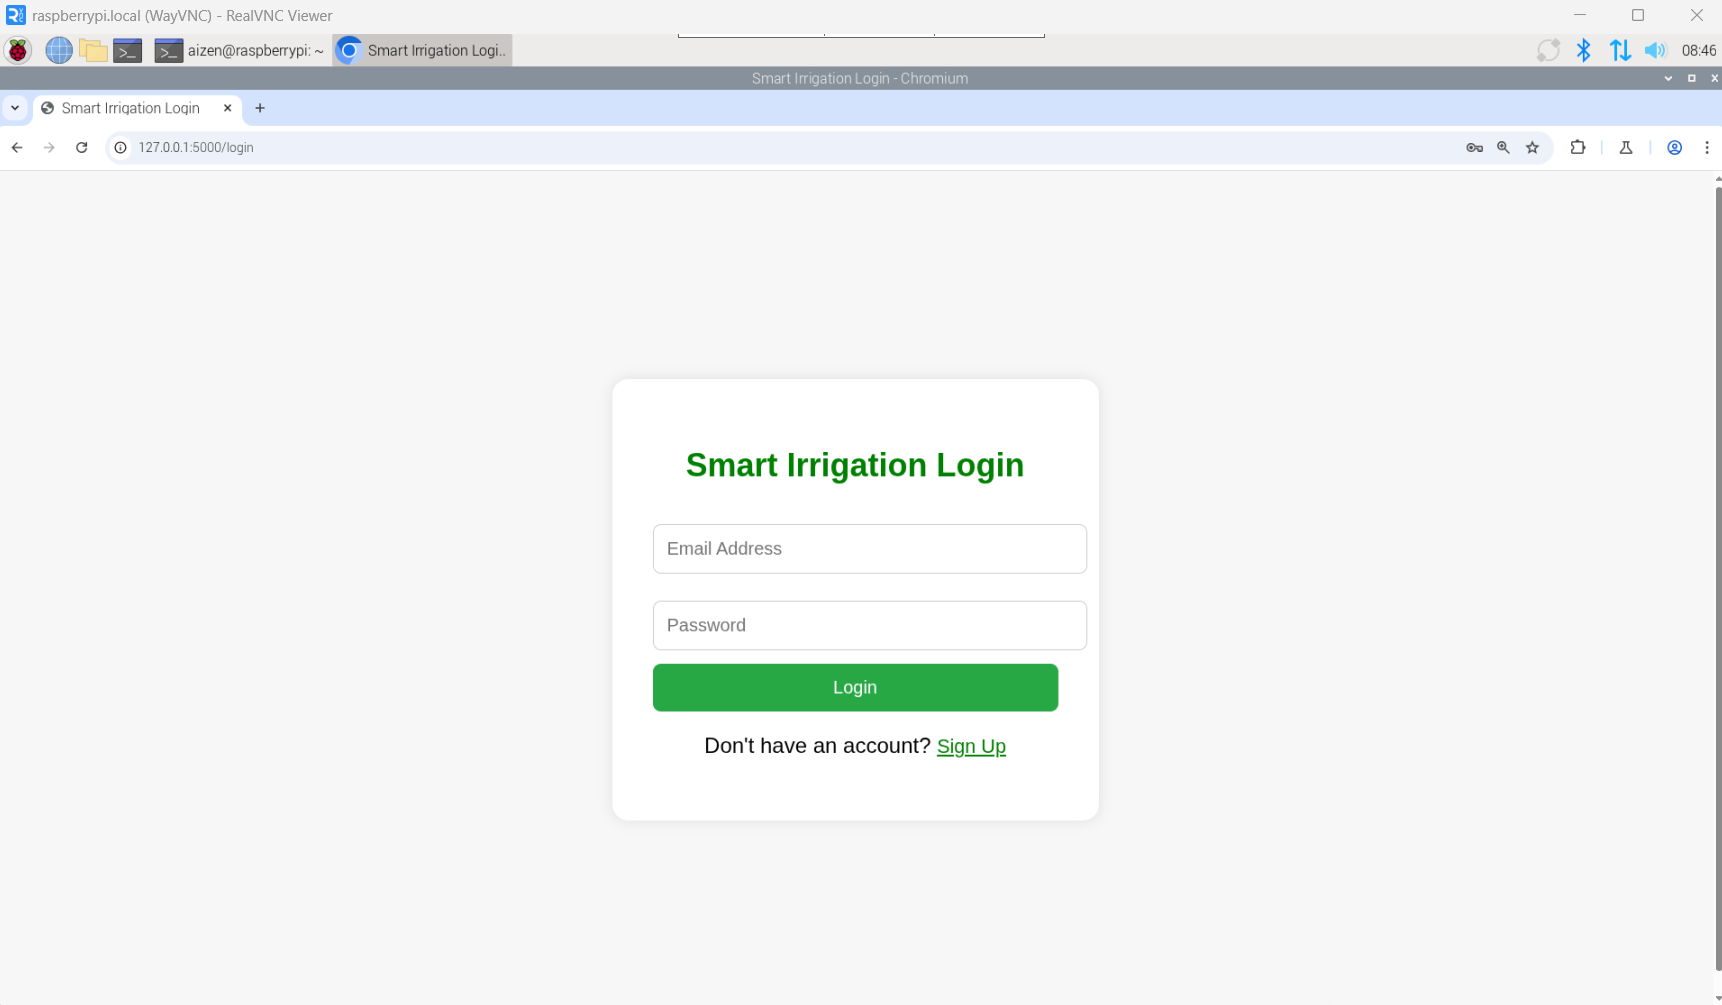 raspberrypi.local (WayVNC) - RealVNC Viewer
aizen@raspberrypi: ~ Smart Irrigation Logi.. 08:46
Smart Irrigation Login - Chromium
Smart Irrigation Login
127.0.0.1:5000/login
Smart Irrigation Login
Email Address
Password
Login
Don't have an account? Sign Up